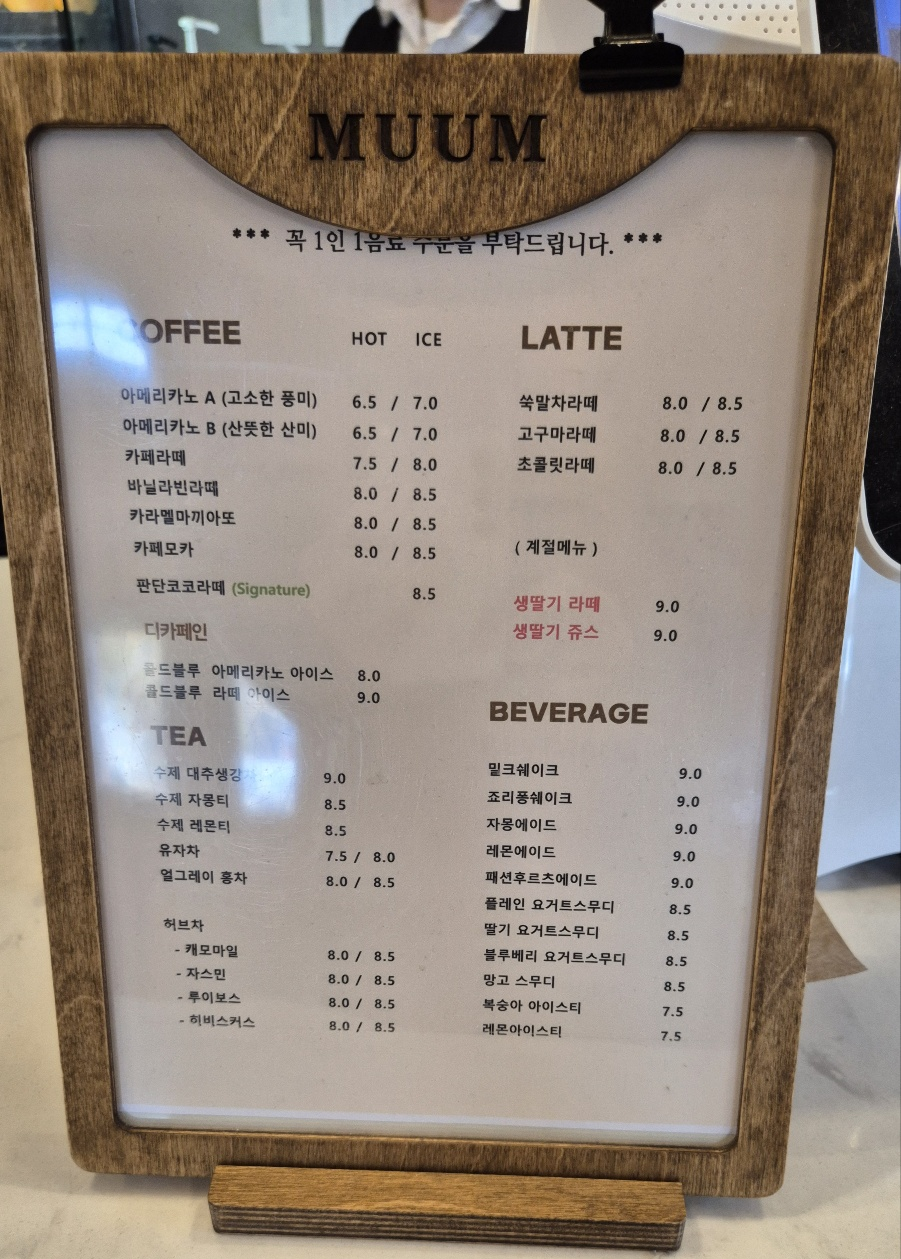 MUUM
*** 꼭 1인 1음료 주문을 부탁드립니다. ***
COFFEE HOT ICE
아메리카노 A (고소한 풍미) 6.5 / 7.0
아메리카노 B (산뜻한 산미) 6.5 / 7.0
카페라떼 7.5 / 8.0
바닐라빈라떼 8.0 / 8.5
카라멜마끼아또 8.0 / 8.5
카페모카 8.0 / 8.5
판단코코라떼 (Signature) 8.5
디카페인
콜드블루 아메리카노 아이스 8.0
콜드블루 라떼 아이스 9.0
TEA
수제 대추생강차 9.0
수제 자몽티 8.5
수제 레몬티 8.5
유자차 7.5 / 8.0
얼그레이 홍차 8.0 / 8.5
허브차
- 캐모마일 8.0 / 8.5
- 자스민 8.0 / 8.5
- 루이보스 8.0 / 8.5
- 히비스커스 8.0 / 8.5
LATTE
쑥말차라떼 8.0 / 8.5
고구마라떼 8.0 / 8.5
초콜릿라떼 8.0 / 8.5
( 계절메뉴 )
생딸기 라떼 9.0
생딸기 쥬스 9.0
BEVERAGE
밀크쉐이크 9.0
죠리퐁쉐이크 9.0
자몽에이드 9.0
레몬에이드 9.0
패션후르츠에이드 9.0
플레인 요거트스무디 8.5
딸기 요거트스무디 8.5
블루베리 요거트스무디 8.5
망고 스무디 8.5
복숭아 아이스티 7.5
레몬아이스티 7.5